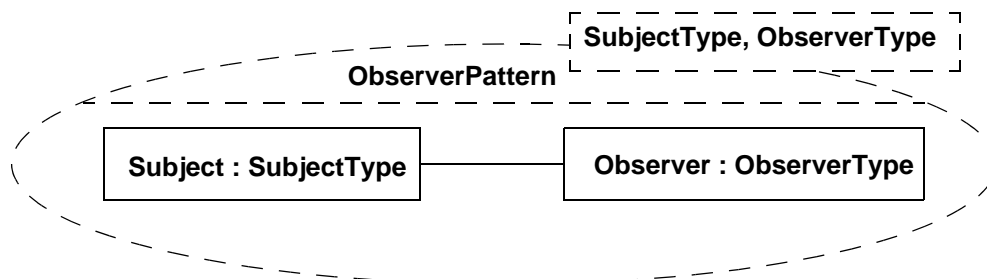 SubjectType, ObserverType
ObserverPattern
Subject : SubjectType
Observer : ObserverType